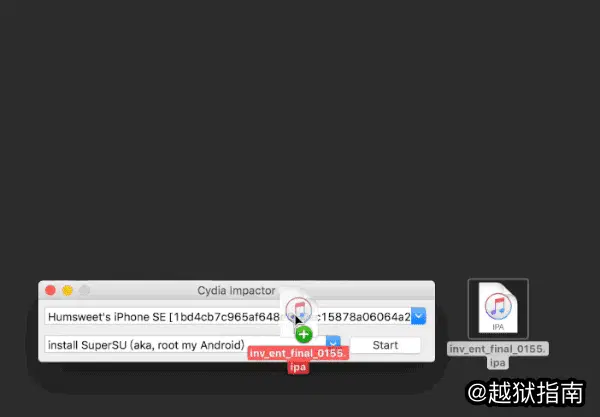 Cydia Impactor
Humsweet's iPhone SE [1bd4cb7c965af648 c15878a06064a2
install SuperSU (aka, root my Android)
Start
inv_ent_final_0155.
ipa
IPA
inv_ent_final_0155.
ipa
@越狱指南